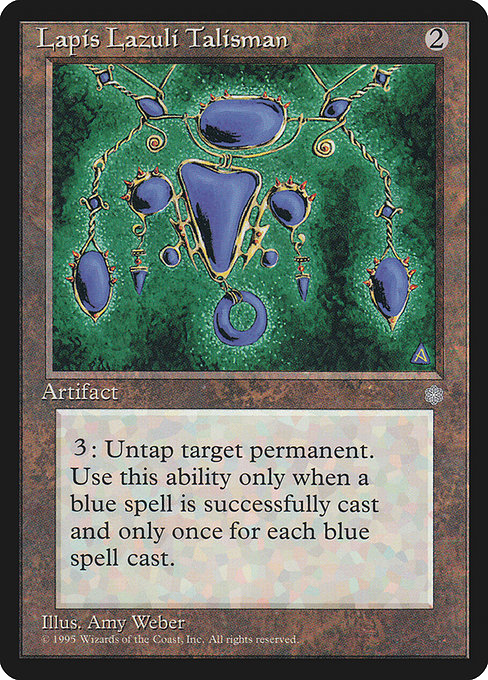 Lapis Lazuli Talisman 2
A
Artifact
3: Untap target permanent.
Use this ability only when a
blue spell is successfully cast
and only once for each blue
spell cast.
Illus. Amy Weber
© 1995 Wizards of the Coast, Inc. All rights reserved.